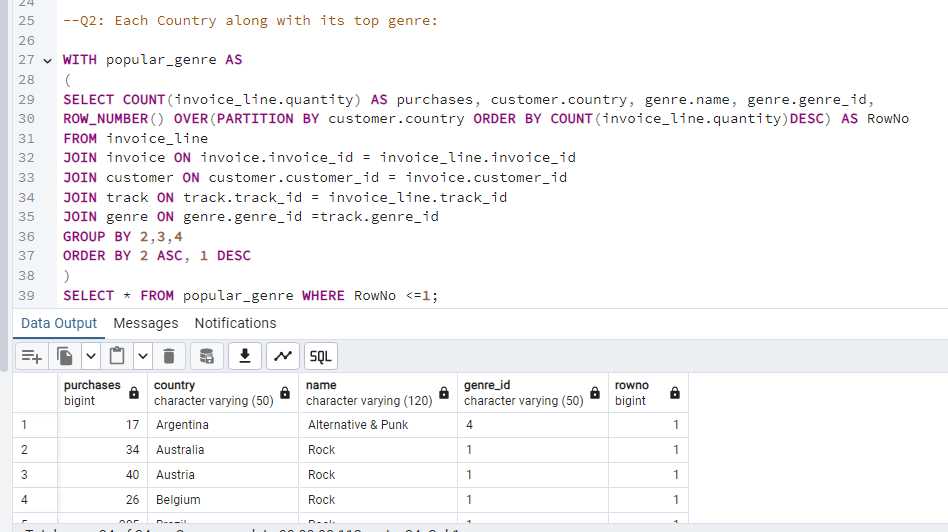 24
25 --Q2: Each Country along with its top genre:
26
27 WITH popular_genre AS
28 (
29 SELECT COUNT(invoice_line.quantity) AS purchases, customer.country, genre.name, genre.genre_id,
30 ROW_NUMBER() OVER(PARTITION BY customer.country ORDER BY COUNT(invoice_line.quantity)DESC) AS RowNo
31 FROM invoice_line
32 JOIN invoice ON invoice.invoice_id = invoice_line.invoice_id
33 JOIN customer ON customer.customer_id = invoice.customer_id
34 JOIN track ON track.track_id = invoice_line.track_id
35 JOIN genre ON genre.genre_id =track.genre_id
36 GROUP BY 2,3,4
37 ORDER BY 2 ASC, 1 DESC
38 )
39 SELECT * FROM popular_genre WHERE RowNo <=1;
Data Output Messages Notifications
SQL
purchases country name genre_id rowno
bigint character varying (50) character varying (120) character varying (50) bigint
1 17 Argentina Alternative & Punk 4 1
2 34 Australia Rock 1 1
3 40 Austria Rock 1 1
4 26 Belgium Rock 1 1